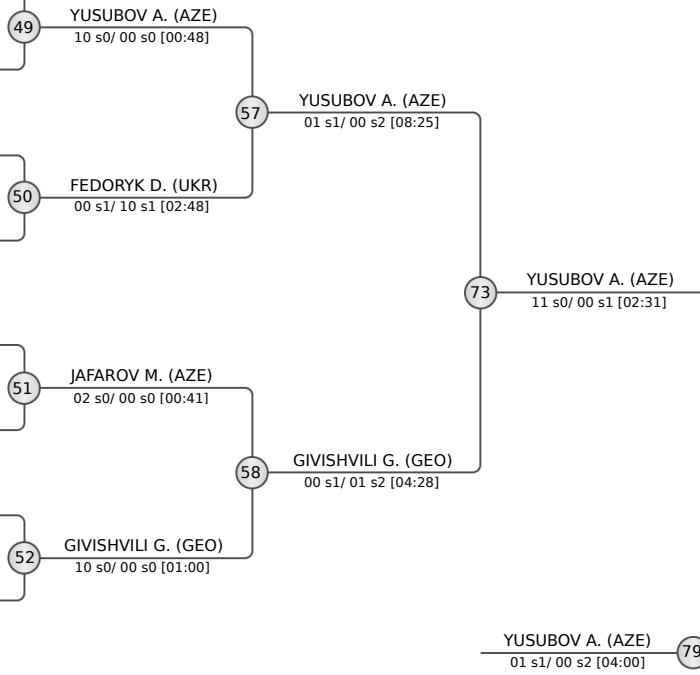 49
YUSUBOV A. (AZE)
10 s0/ 00 s0 [00:48]
57
YUSUBOV A. (AZE)
01 s1/ 00 s2 [08:25]
50
FEDORYK D. (UKR)
00 s1/ 10 s1 [02:48]
73
YUSUBOV A. (AZE)
11 s0/ 00 s1 [02:31]
51
JAFAROV M. (AZE)
02 s0/ 00 s0 [00:41]
58
GIVISHVILI G. (GEO)
00 s1/ 01 s2 [04:28]
52
GIVISHVILI G. (GEO)
10 s0/ 00 s0 [01:00]
YUSUBOV A. (AZE)
01 s1/ 00 s2 [04:00]
79